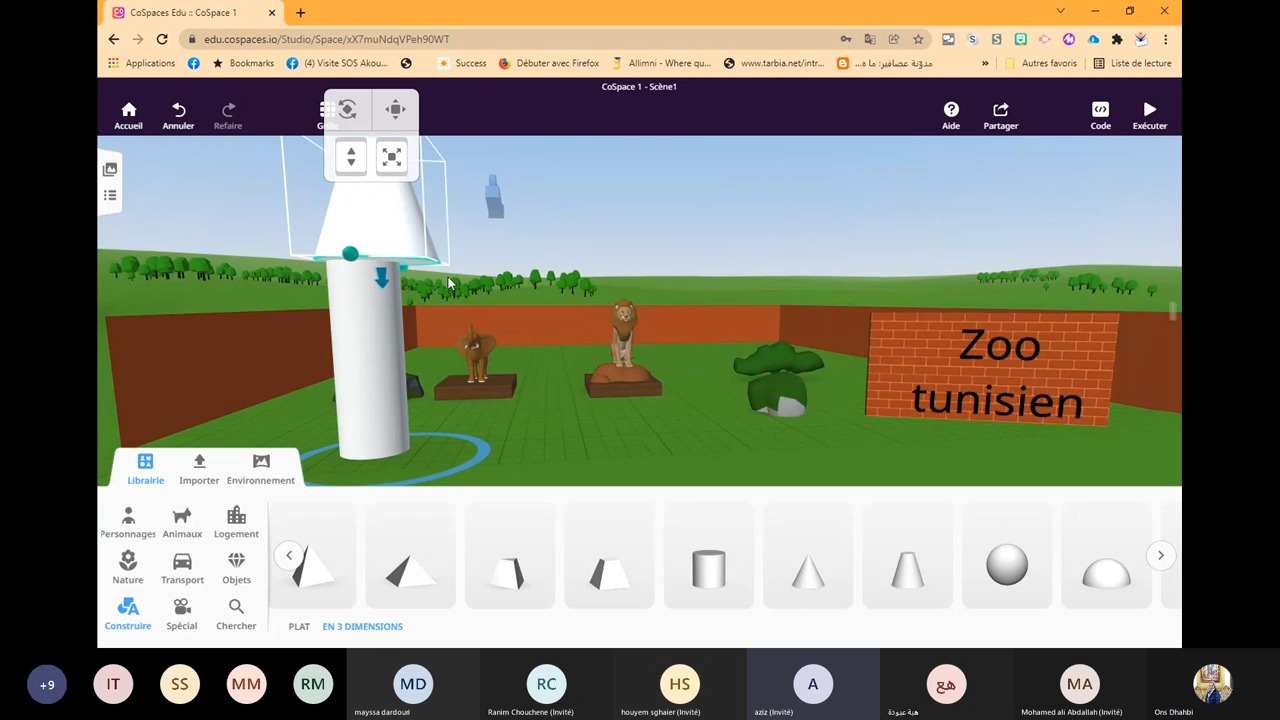 CoSpaces Edu :: CoSpace 1
edu.cospaces.io/Studio/Space/xX7muNdqVPeh90WT
Applications
Bookmarks
(4) Visite SOS Akou...
Success
Débuter avec Firefox
Allimni - Where qu...
www.tarbia.net/intr...
مدوّنة عصافير: ما ه...
»
Autres favoris
Liste de lecture
CoSpace 1 - Scène1
Accueil
Annuler
Refaire
Aide
Partager
Code
Exécuter
Zoo
tunisien
Librairie
Importer
Environnement
Personnages
Animaux
Logement
Nature
Transport
Objets
Construire
Spécial
Chercher
PLAT
EN 3 DIMENSIONS
+9
IT
SS
MM
RM
MD
RC
HS
A
هع
MA
mayssa dardouri
Ranim Chouchene (Invité)
houyem sghaier (Invité)
aziz (Invité)
هبة عبودة
Mohamed ali Abdallah (Invité)
Ons Dhahbi